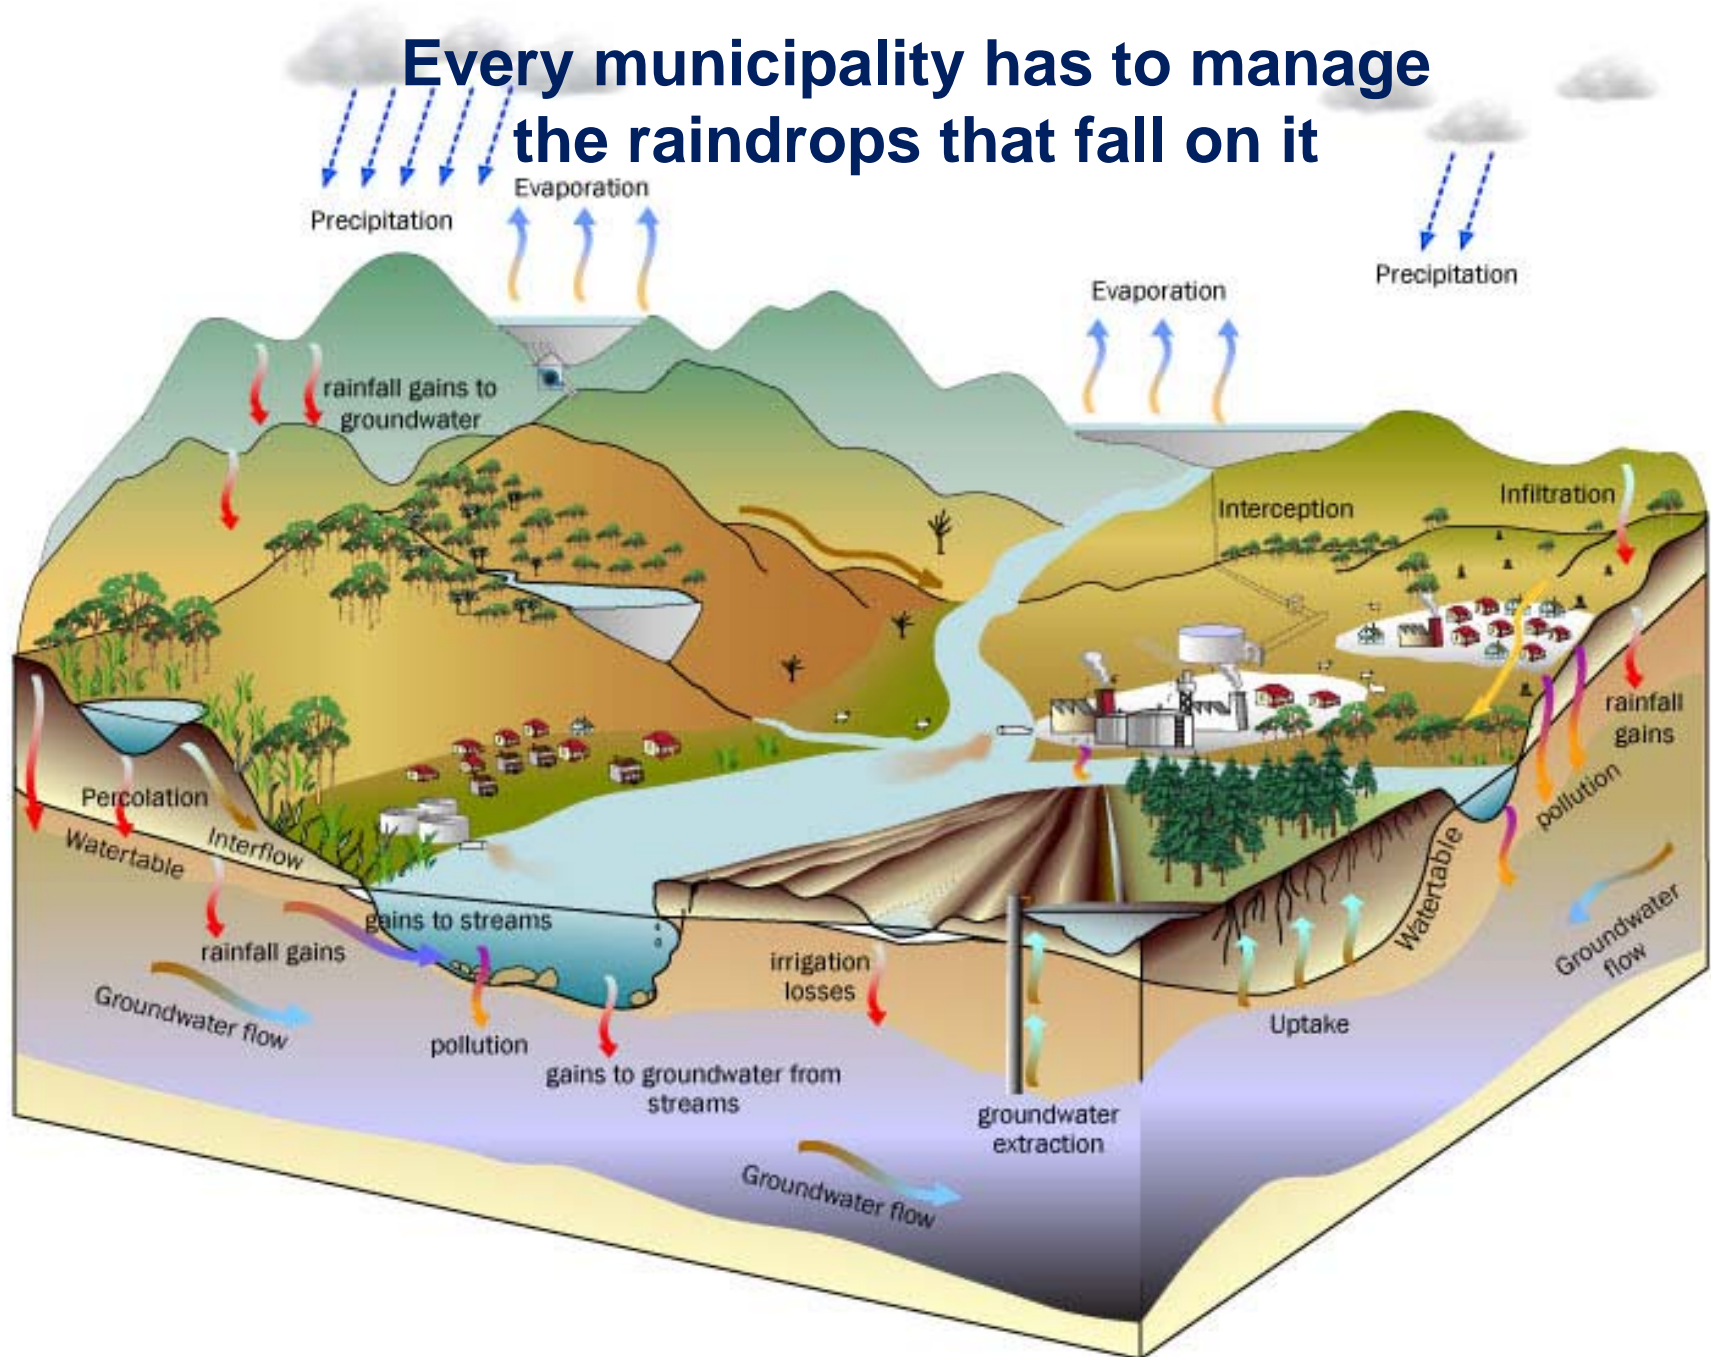 Every municipality has to manage
the raindrops that fall on it
Evaporation
Precipitation
Precipitation
Evaporation
rainfall gains to
groundwater
Interception
Infiltration
rainfall
gains
Percolation
pollution
Interflow
Watertable
Watertable
gains to streams
rainfall gains
irrigation
losses
Groundwater
flow
Groundwater flow
Uptake
pollution
gains to groundwater from
streams
groundwater
extraction
Groundwater flow